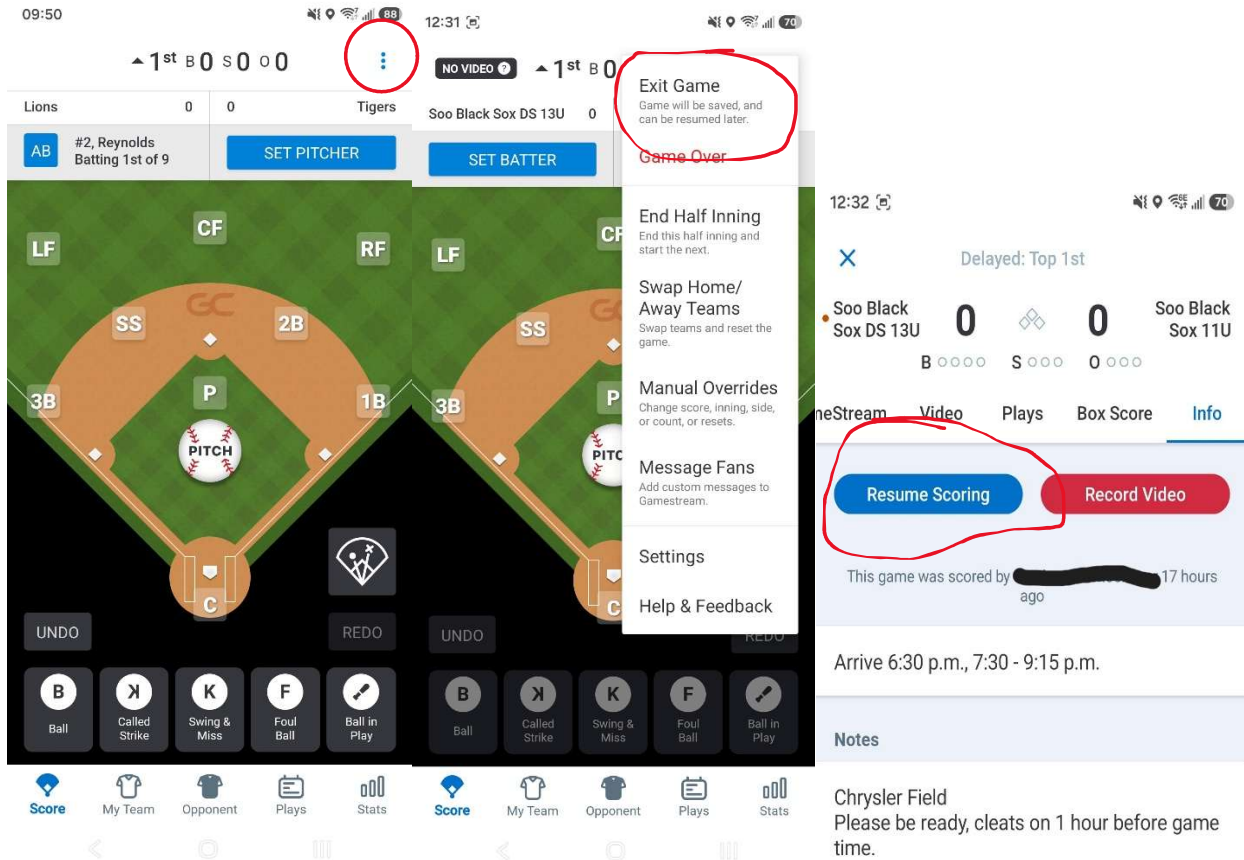 09:50
88
▲ 1st B 0 S 0 O 0
Lions 0 0 Tigers
AB
#2, Reynolds
Batting 1st of 9
SET PITCHER
CF
LF
RF
GC
SS
2B
P
3B
1B
PITCH
C
UNDO
REDO
B
Ball
K
Called
Strike
K
Swing &
Miss
F
Foul
Ball
Ball in
Play
Score
My Team
Opponent
Plays
Stats
12:31
70
NO VIDEO ?
▲ 1st B 0
Soo Black Sox DS 13U 0
SET BATTER
Exit Game
Game will be saved, and
can be resumed later.
Game Over
End Half Inning
End this half inning and
start the next.
Swap Home/
Away Teams
Swap teams and reset the
game.
Manual Overrides
Change score, inning, side,
or count, or resets.
Message Fans
Add custom messages to
Gamestream.
Settings
Help & Feedback
CF
LF
SS
P
3B
PITC
C
UNDO
REDO
B
Ball
K
Called
Strike
K
Swing &
Miss
F
Foul
Ball
Ball in
Play
Score
My Team
Opponent
Plays
Stats
12:32
70
Delayed: Top 1st
Soo Black
Sox DS 13U
0
0
Soo Black
Sox 11U
B S O
neStream Video Plays Box Score Info
Resume Scoring
Record Video
This game was scored by 17 hours
ago
Arrive 6:30 p.m., 7:30 - 9:15 p.m.
Notes
Chrysler Field
Please be ready, cleats on 1 hour before game
time.